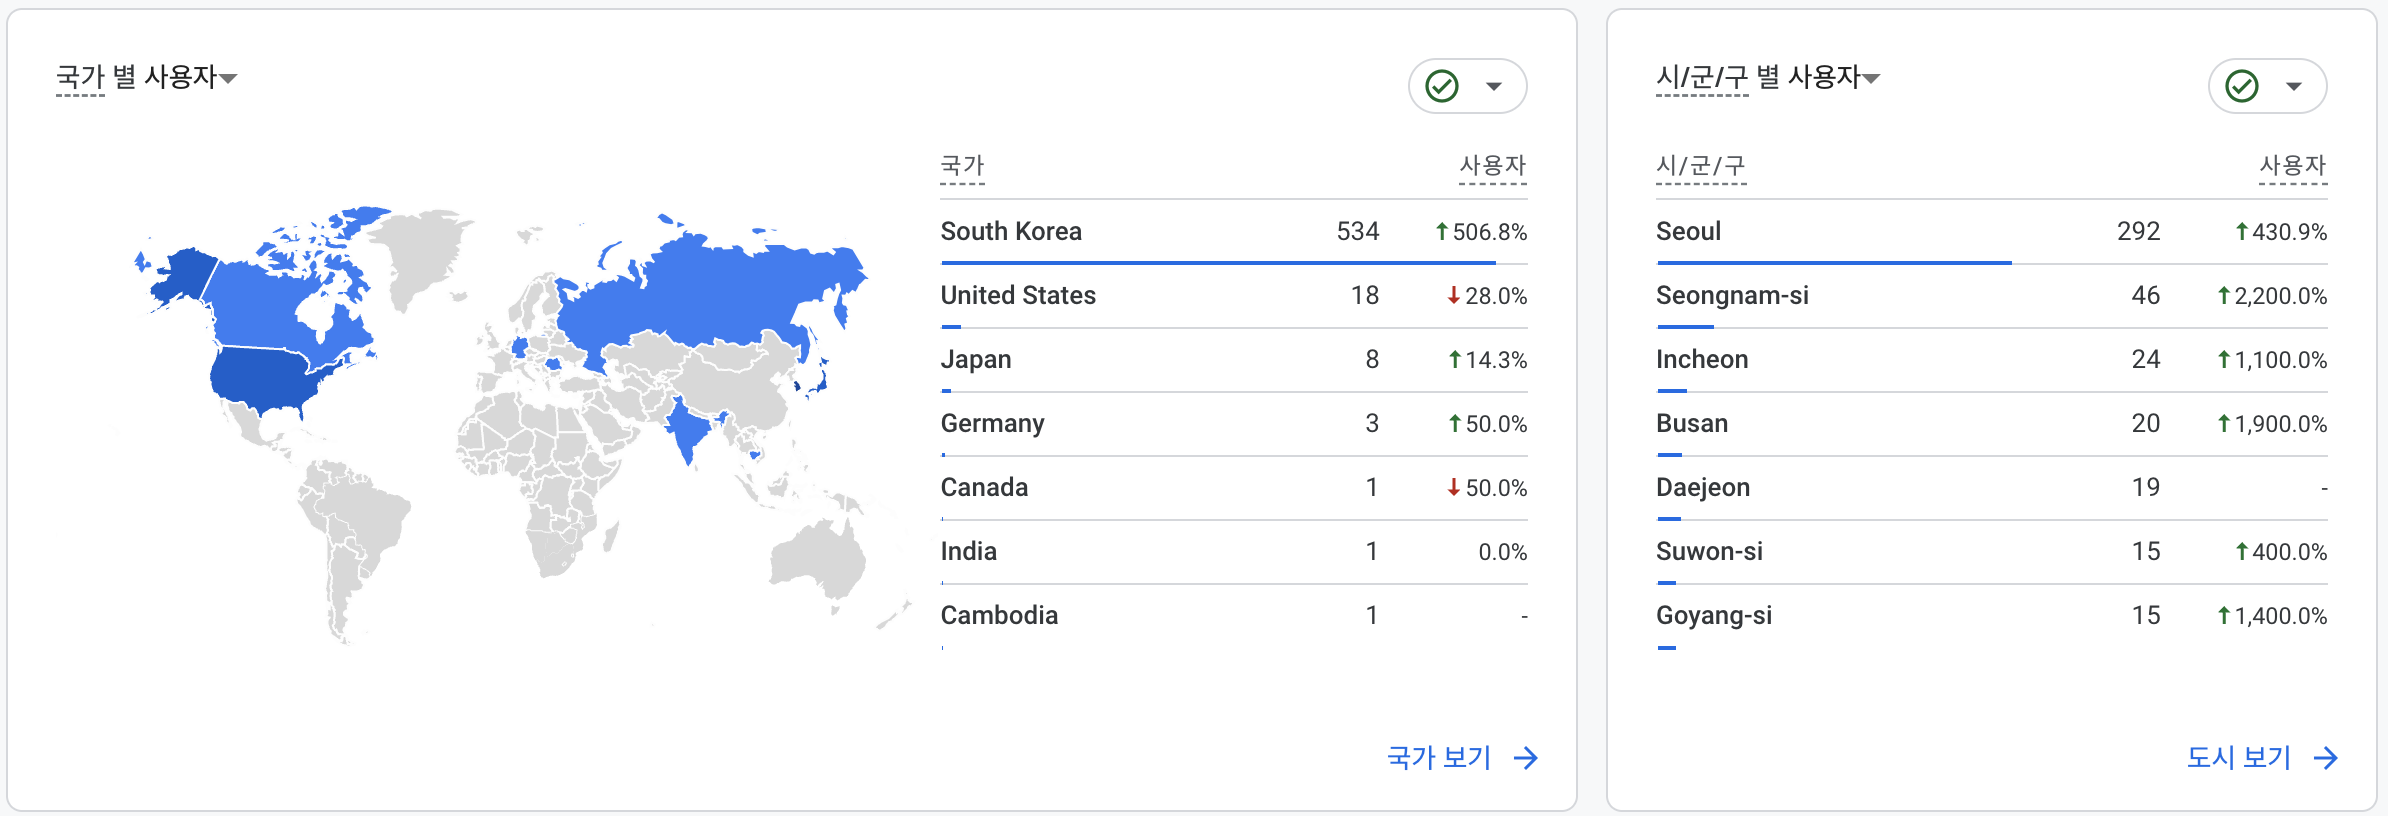 국가 별 사용자
국가 사용자
South Korea 534 ↑506.8%
United States 18 ↓28.0%
Japan 8 ↑14.3%
Germany 3 ↑50.0%
Canada 1 ↓50.0%
India 1 0.0%
Cambodia 1 -
국가 보기 →
시/군/구 별 사용자
시/군/구 사용자
Seoul 292 ↑430.9%
Seongnam-si 46 ↑2,200.0%
Incheon 24 ↑1,100.0%
Busan 20 ↑1,900.0%
Daejeon 19 -
Suwon-si 15 ↑400.0%
Goyang-si 15 ↑1,400.0%
도시 보기 →